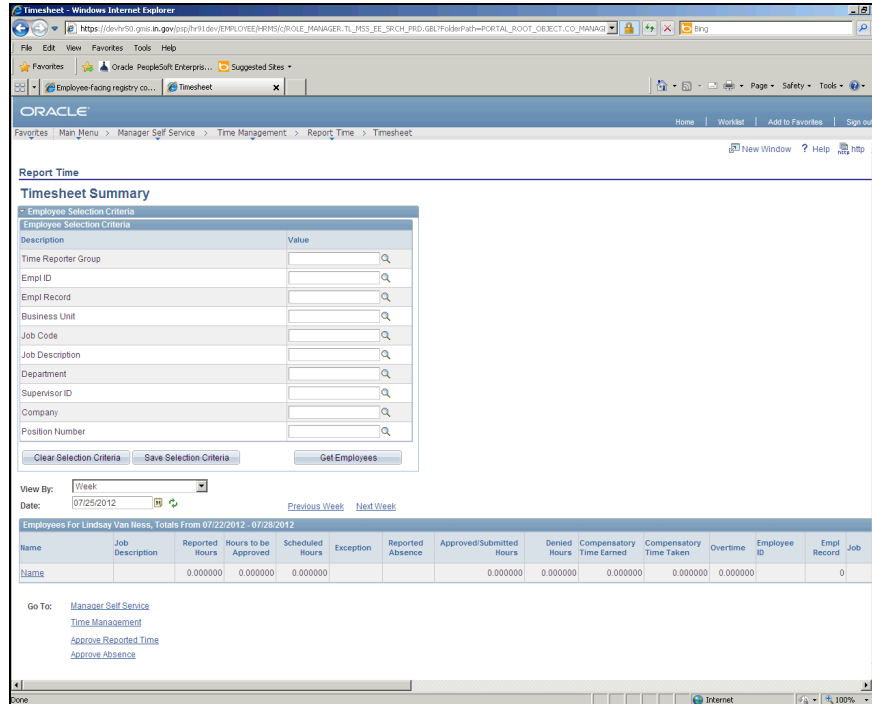 Timesheet - Windows Internet Explorer
https://devhr50.gmis.in.gov/psp/hr91dev/EMPLOYEE/HRMS/c/ROLE_MANAGER.TL_MSS_EE_SRCH_PRD.GBL?FolderPath=PORTAL_ROOT_OBJECT.CO_MANAGE
Bing
File Edit View Favorites Tools Help
Favorites Oracle PeopleSoft Enterpris... Suggested Sites
Employee-facing registry co... Timesheet Page Safety Tools
ORACLE
Home | Worklist | Add to Favorites | Sign out
Favorites | Main Menu > Manager Self Service > Time Management > Report Time > Timesheet
New Window ? Help http
Report Time
Timesheet Summary
Employee Selection Criteria
Employee Selection Criteria
Description Value
Time Reporter Group
Empl ID
Empl Record
Business Unit
Job Code
Job Description
Department
Supervisor ID
Company
Position Number
Clear Selection Criteria Save Selection Criteria Get Employees
View By: Week
Date: 07/25/2012 Previous Week Next Week
Employees For Lindsay Van Ness, Totals From 07/22/2012 - 07/28/2012
Name Job Description Reported Hours Hours to be Approved Scheduled Hours Exception Reported Absence Approved/Submitted Hours Denied Hours Compensatory Time Earned Compensatory Time Taken Overtime Employee ID Empl Record Job
Name 0.000000 0.000000 0.000000 0.000000 0.000000 0.000000 0.000000 0.000000 0
Go To: Manager Self Service
Time Management
Approve Reported Time
Approve Absence
Done Internet 100%